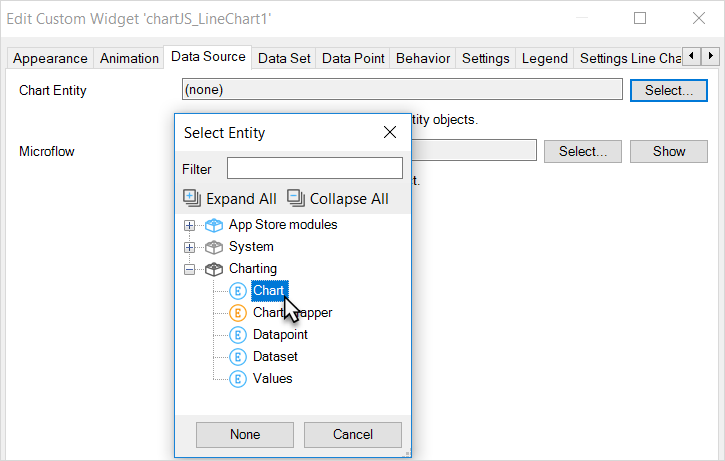 Edit Custom Widget 'chartJS_LineChart1'
Appearance Animation Data Source Data Set Data Point Behavior Settings Legend Settings Line Cha
Chart Entity (none) Select...
tity objects.
Select Entity
Microflow Select... Show
Filter
t.
Expand All Collapse All
App Store modules
System
Charting
Chart
Chart apper
Datapoint
Dataset
Values
None Cancel